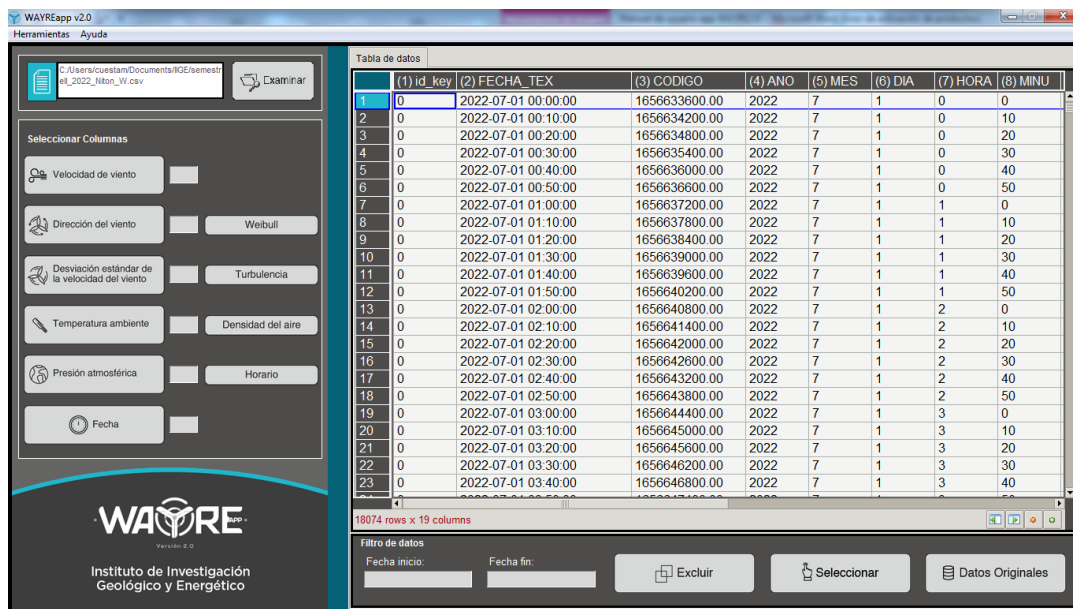 WAYREapp v2.0
Herramientas Ayuda
C:/Users/cuestam/Documents/IIGE/semestr
eII_2022_Niton_W.csv
Examinar
Seleccionar Columnas
Velocidad de viento
Dirección del viento
Weibull
Desviación estándar de
la velocidad del viento
Turbulencia
Temperatura ambiente
Densidad del aire
Presión atmosférica
Horario
Fecha
WAYRE APP
Versión 2.0
Instituto de Investigación
Geológico y Energético
Tabla de datos
(1) id_key (2) FECHA_TEX (3) CODIGO (4) ANO (5) MES (6) DIA (7) HORA (8) MINU
1 0 2022-07-01 00:00:00 1656633600.00 2022 7 1 0 0
2 0 2022-07-01 00:10:00 1656634200.00 2022 7 1 0 10
3 0 2022-07-01 00:20:00 1656634800.00 2022 7 1 0 20
4 0 2022-07-01 00:30:00 1656635400.00 2022 7 1 0 30
5 0 2022-07-01 00:40:00 1656636000.00 2022 7 1 0 40
6 0 2022-07-01 00:50:00 1656636600.00 2022 7 1 0 50
7 0 2022-07-01 01:00:00 1656637200.00 2022 7 1 1 0
8 0 2022-07-01 01:10:00 1656637800.00 2022 7 1 1 10
9 0 2022-07-01 01:20:00 1656638400.00 2022 7 1 1 20
10 0 2022-07-01 01:30:00 1656639000.00 2022 7 1 1 30
11 0 2022-07-01 01:40:00 1656639600.00 2022 7 1 1 40
12 0 2022-07-01 01:50:00 1656640200.00 2022 7 1 1 50
13 0 2022-07-01 02:00:00 1656640800.00 2022 7 1 2 0
14 0 2022-07-01 02:10:00 1656641400.00 2022 7 1 2 10
15 0 2022-07-01 02:20:00 1656642000.00 2022 7 1 2 20
16 0 2022-07-01 02:30:00 1656642600.00 2022 7 1 2 30
17 0 2022-07-01 02:40:00 1656643200.00 2022 7 1 2 40
18 0 2022-07-01 02:50:00 1656643800.00 2022 7 1 2 50
19 0 2022-07-01 03:00:00 1656644400.00 2022 7 1 3 0
20 0 2022-07-01 03:10:00 1656645000.00 2022 7 1 3 10
21 0 2022-07-01 03:20:00 1656645600.00 2022 7 1 3 20
22 0 2022-07-01 03:30:00 1656646200.00 2022 7 1 3 30
23 0 2022-07-01 03:40:00 1656646800.00 2022 7 1 3 40
18074 rows x 19 columns
Filtro de datos
Fecha inicio:
Fecha fin:
Excluir
Seleccionar
Datos Originales